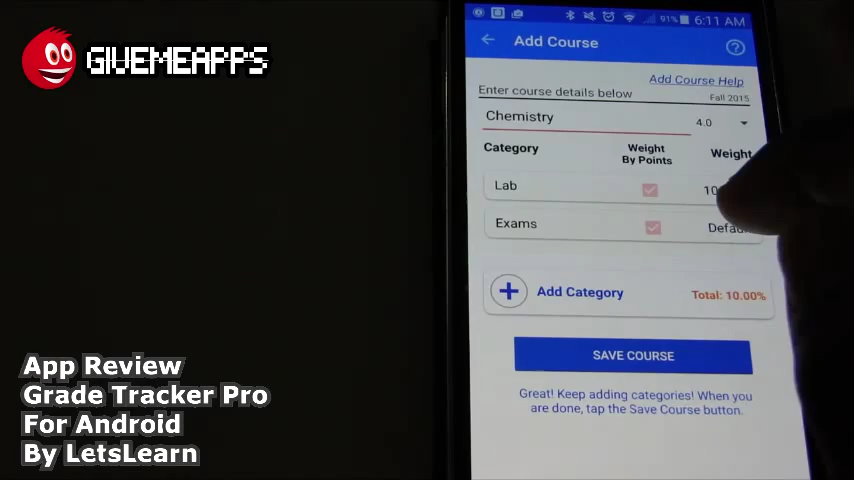 GIVEMEAPPS
91% 6:11 AM
Add Course
Add Course Help
Enter course details below
Fall 2015
Chemistry
4.0
Category
Weight
By Points
Weight
Lab
Exams
Add Category
Total: 10.00%
SAVE COURSE
Great! Keep adding categories! When you
are done, tap the Save Course button.
App Review
Grade Tracker Pro
For Android
By LetsLearn